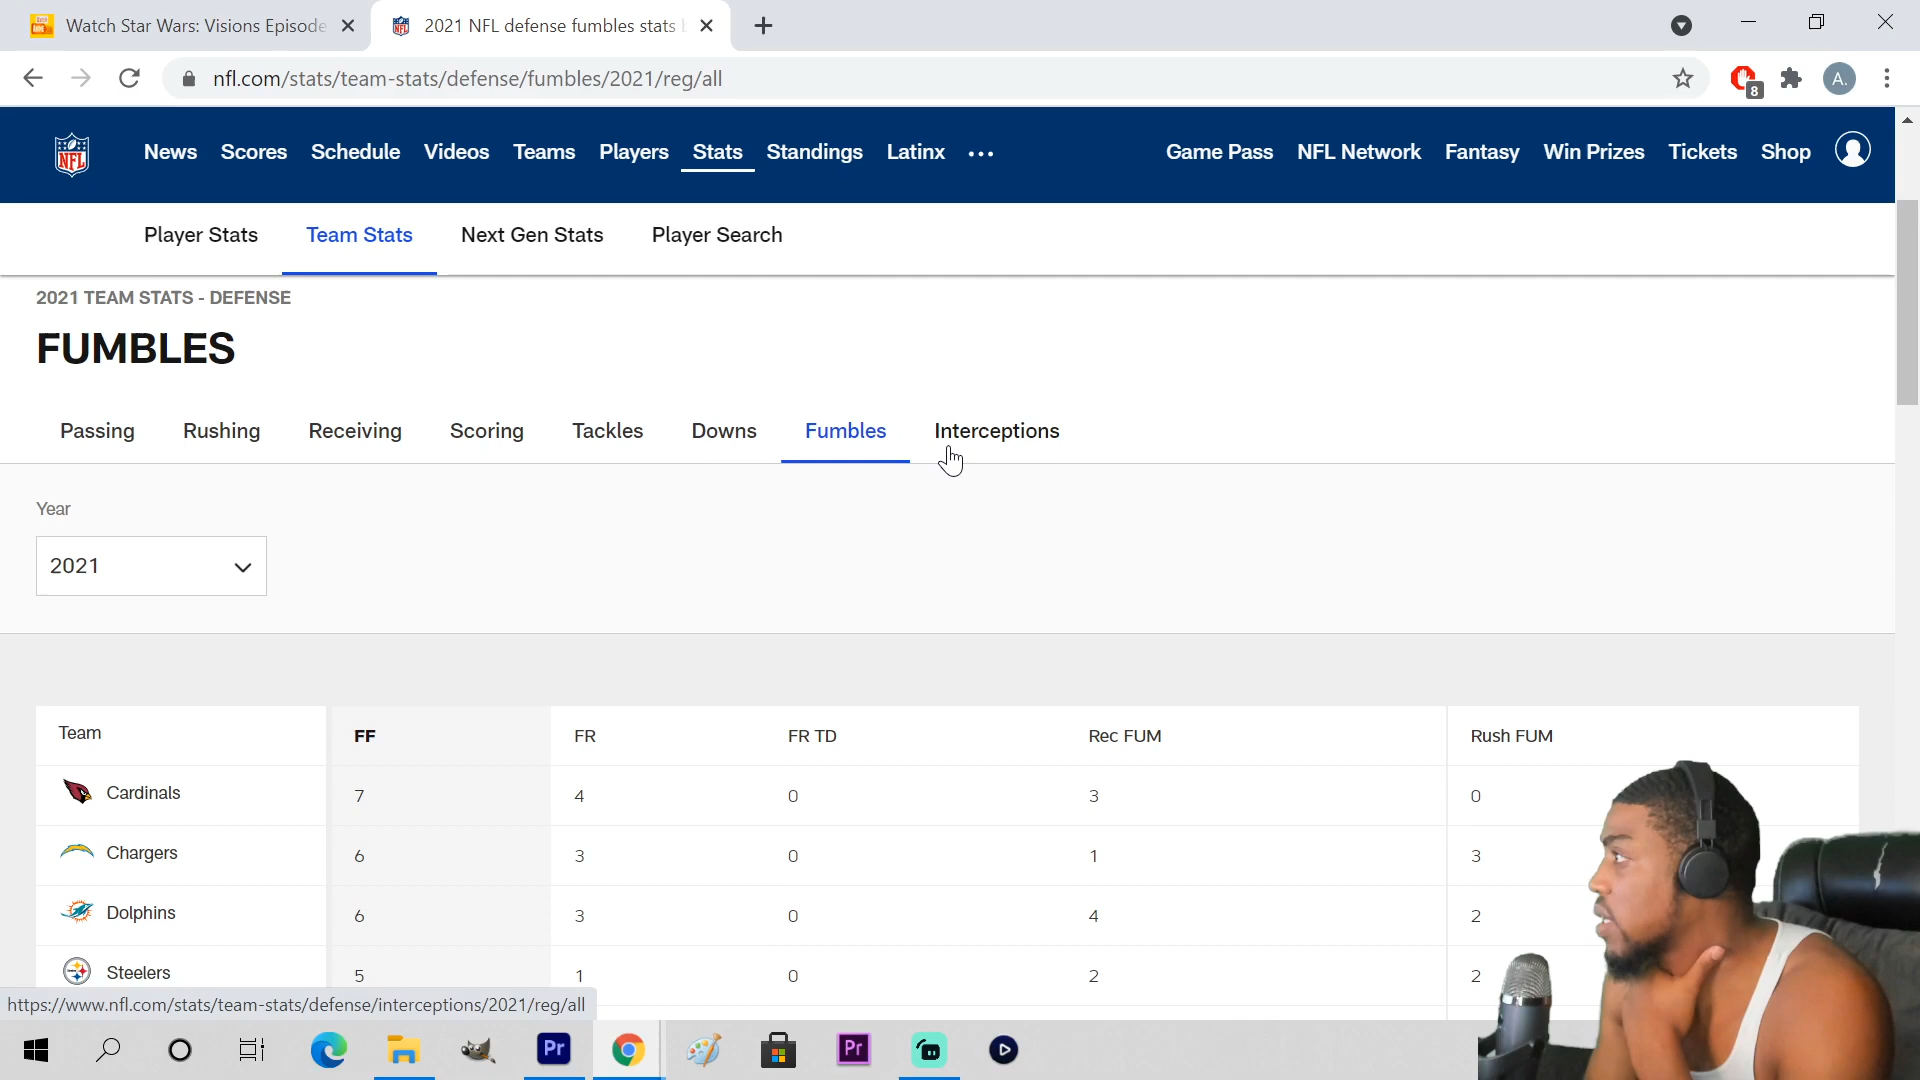 Watch Star Wars: Visions Episode
2021 NFL defense fumbles stats
nfl.com/stats/team-stats/defense/fumbles/2021/reg/all
8
A.
NFL
News Scores Schedule Videos Teams Players Stats Standings Latinx ...
Game Pass NFL Network Fantasy Win Prizes Tickets Shop
Player Stats Team Stats Next Gen Stats Player Search
2021 TEAM STATS - DEFENSE
FUMBLES
Passing Rushing Receiving Scoring Tackles Downs Fumbles Interceptions
Year
2021
Team FF FR FR TD Rec FUM Rush FUM
Cardinals 7 4 0 3 0
Chargers 6 3 0 1 3
Dolphins 6 3 0 4 2
Steelers 5 1 0 2 2
https://www.nfl.com/stats/team-stats/defense/interceptions/2021/reg/all
Pr
Pr